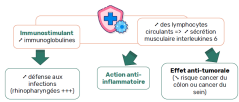 Immunostimulant
↗ immunoglobulines
↗ des lymphocytes
circulants => ↗ sécrétion
musculaire interleukines 6
↗ défense aux
infections
(rhinopharyngées +++)
Action anti-
inflammatoire
Effet anti-tumorale
(↘ risque cancer du
côlon ou cancer du
sein)